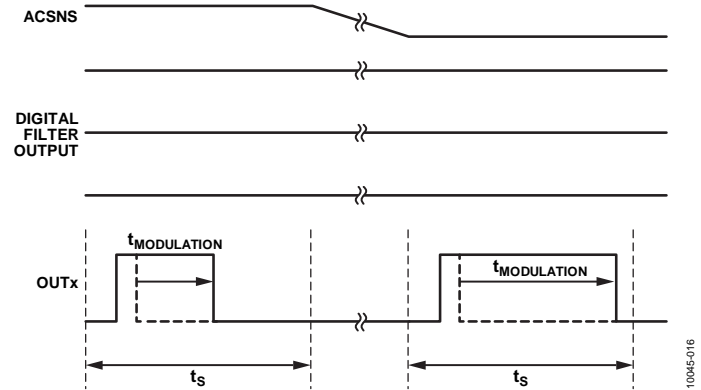 ACSNS
DIGITAL
FILTER
OUTPUT
tMODULATION
tMODULATION
OUTx
tS
tS
10045-016